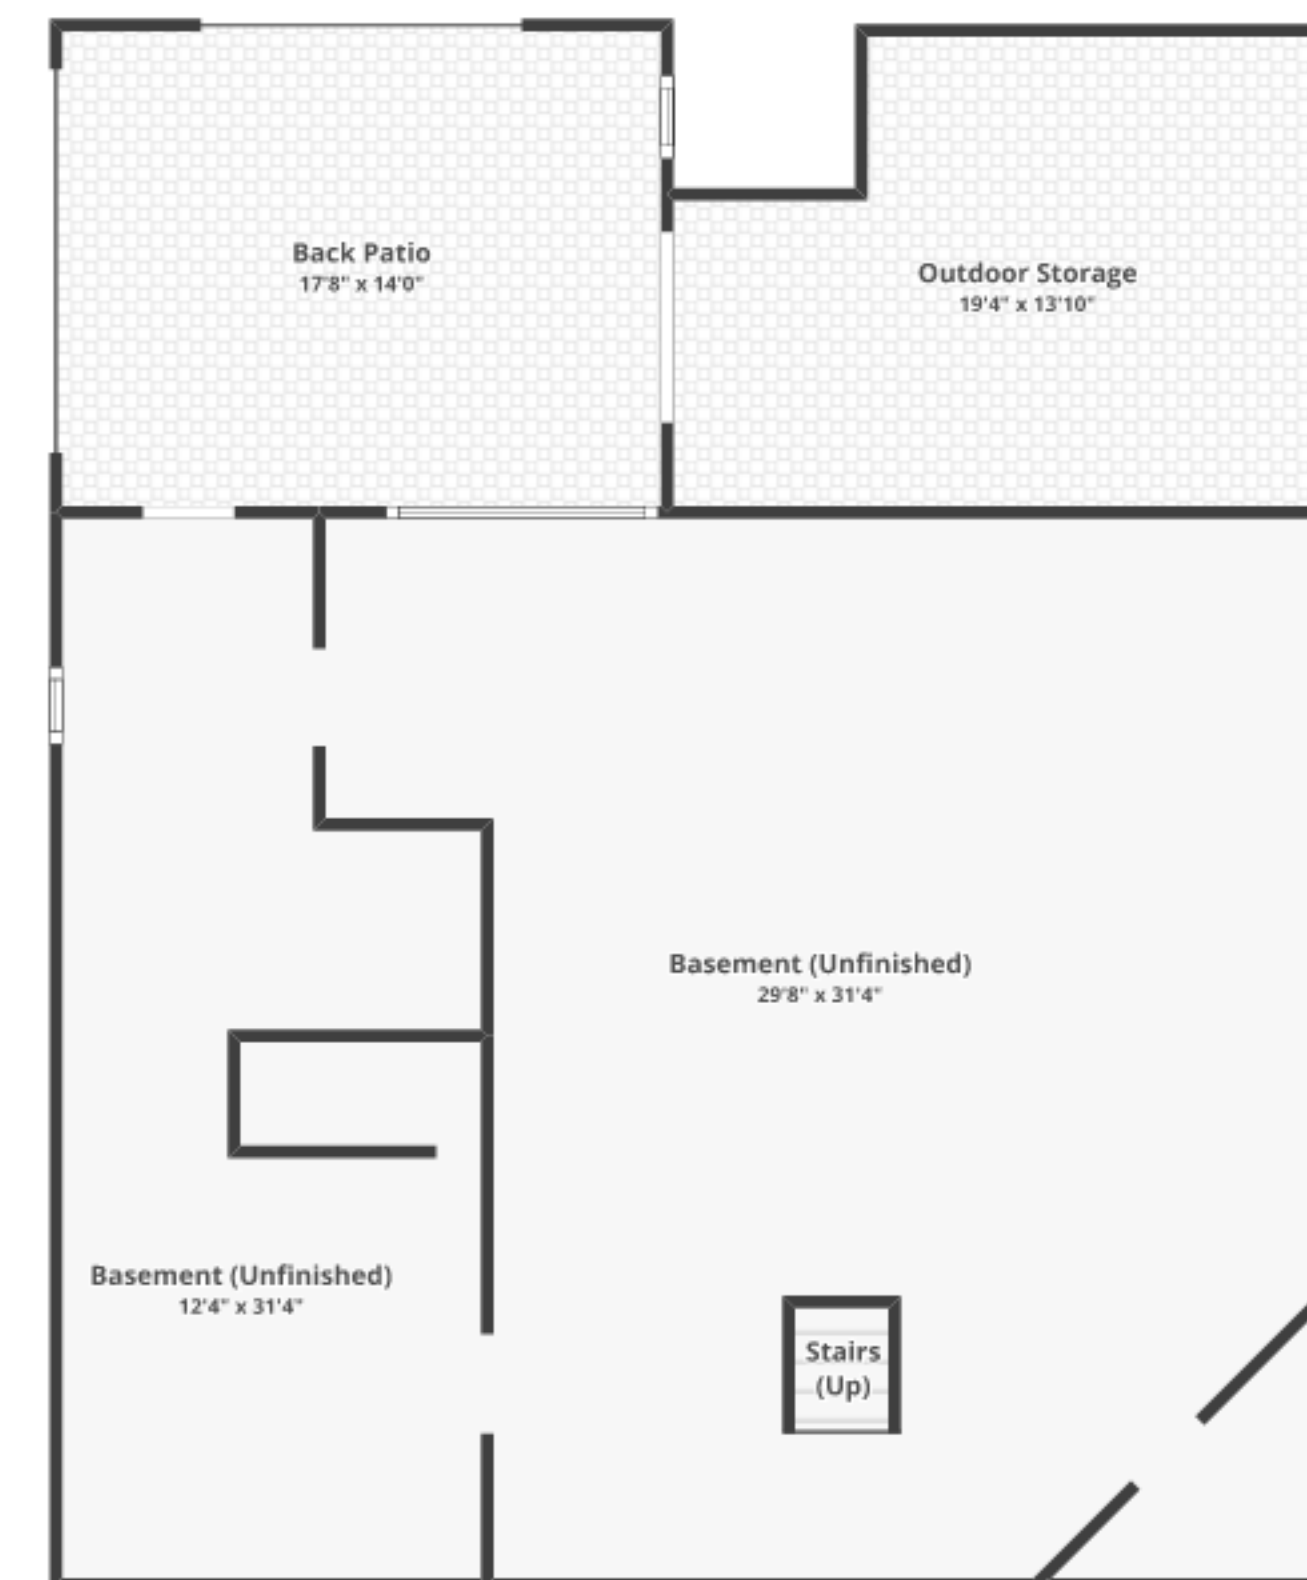 Back Patio
17'8" x 14'0"
Outdoor Storage
19'4" x 13'10"
Basement (Unfinished)
29'8" x 31'4"
Basement (Unfinished)
12'4" x 31'4"
Stairs
(Up)